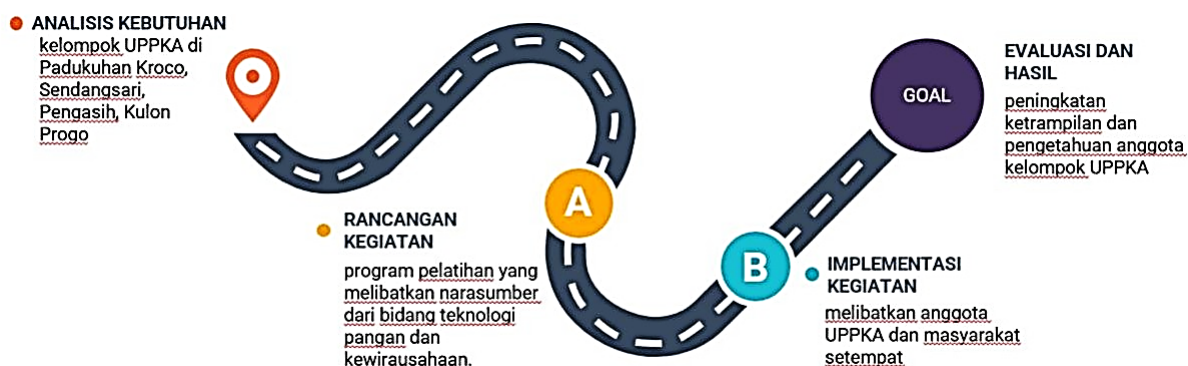 ANALISIS KEBUTUHAN
kelompok UPPKA di
Padukuhan Kroco,
Sendangsari,
Pengasih, Kulon
Progo
RANCANGAN
KEGIATAN
program pelatihan yang
melibatkan narasumber
dari bidang teknologi
pangan dan
kewirausahaan.
A
B
IMPLEMENTASI
KEGIATAN
melibatkan anggota
UPPKA dan masyarakat
setempat
GOAL
EVALUASI DAN
HASIL
peningkatan
ketrampilan dan
pengetahuan anggota
kelompok UPPKA